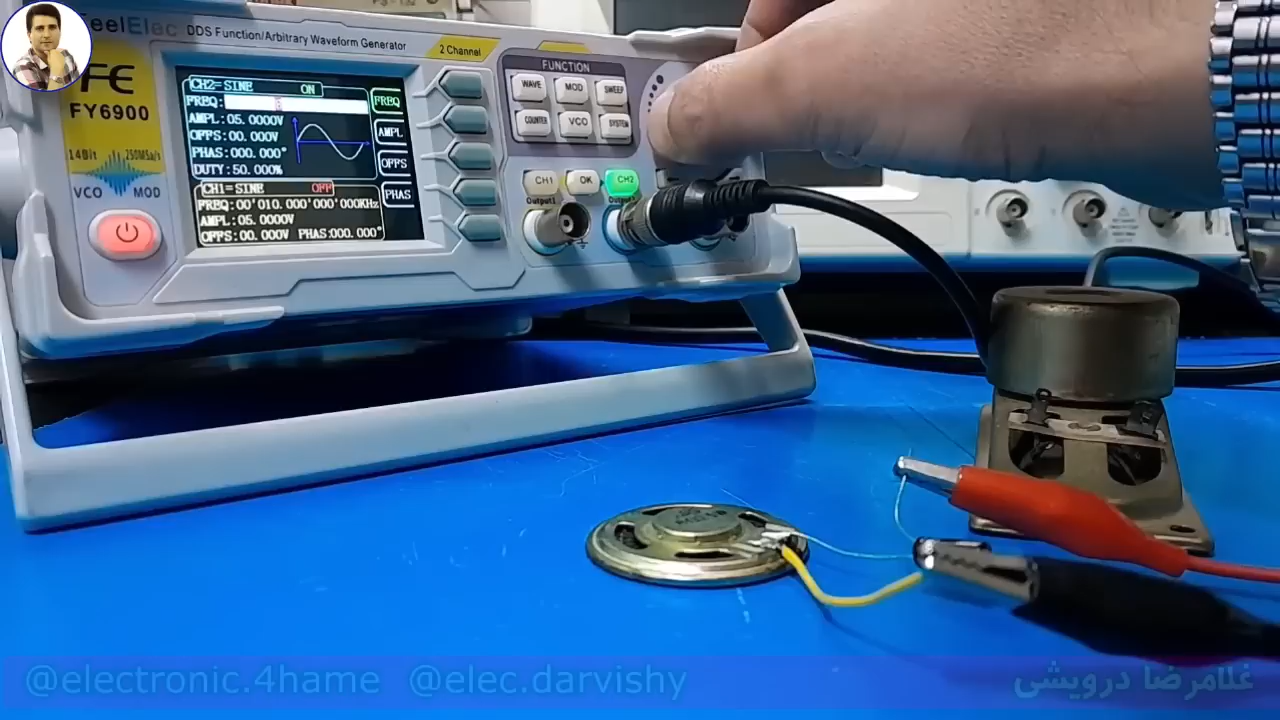 FeelElec DDS Function/Arbitrary Waveform Generator
2 Channel
FE
FY6900
14Bit 250MSa/s
VCO MOD
CH2=SINE ON
FREQ: 5
AMPL:05.0000V
OFFS:00.000V
PHAS:000.000°
DUTY:50.000%
FREQ
AMPL
OFFS
PHAS
CH1=SINE OFF
FREQ:00'010.000'000'000KHz
AMPL:05.0000V
OFFS:00.000V PHAS:000.000°
FUNCTION
WAVE MOD SWEEP
COUNTER VCO SYSTEM
CH1 OK CH2
Output1 Output2
@electronic.4hame @elec.darvishy غلامرضا درویشی